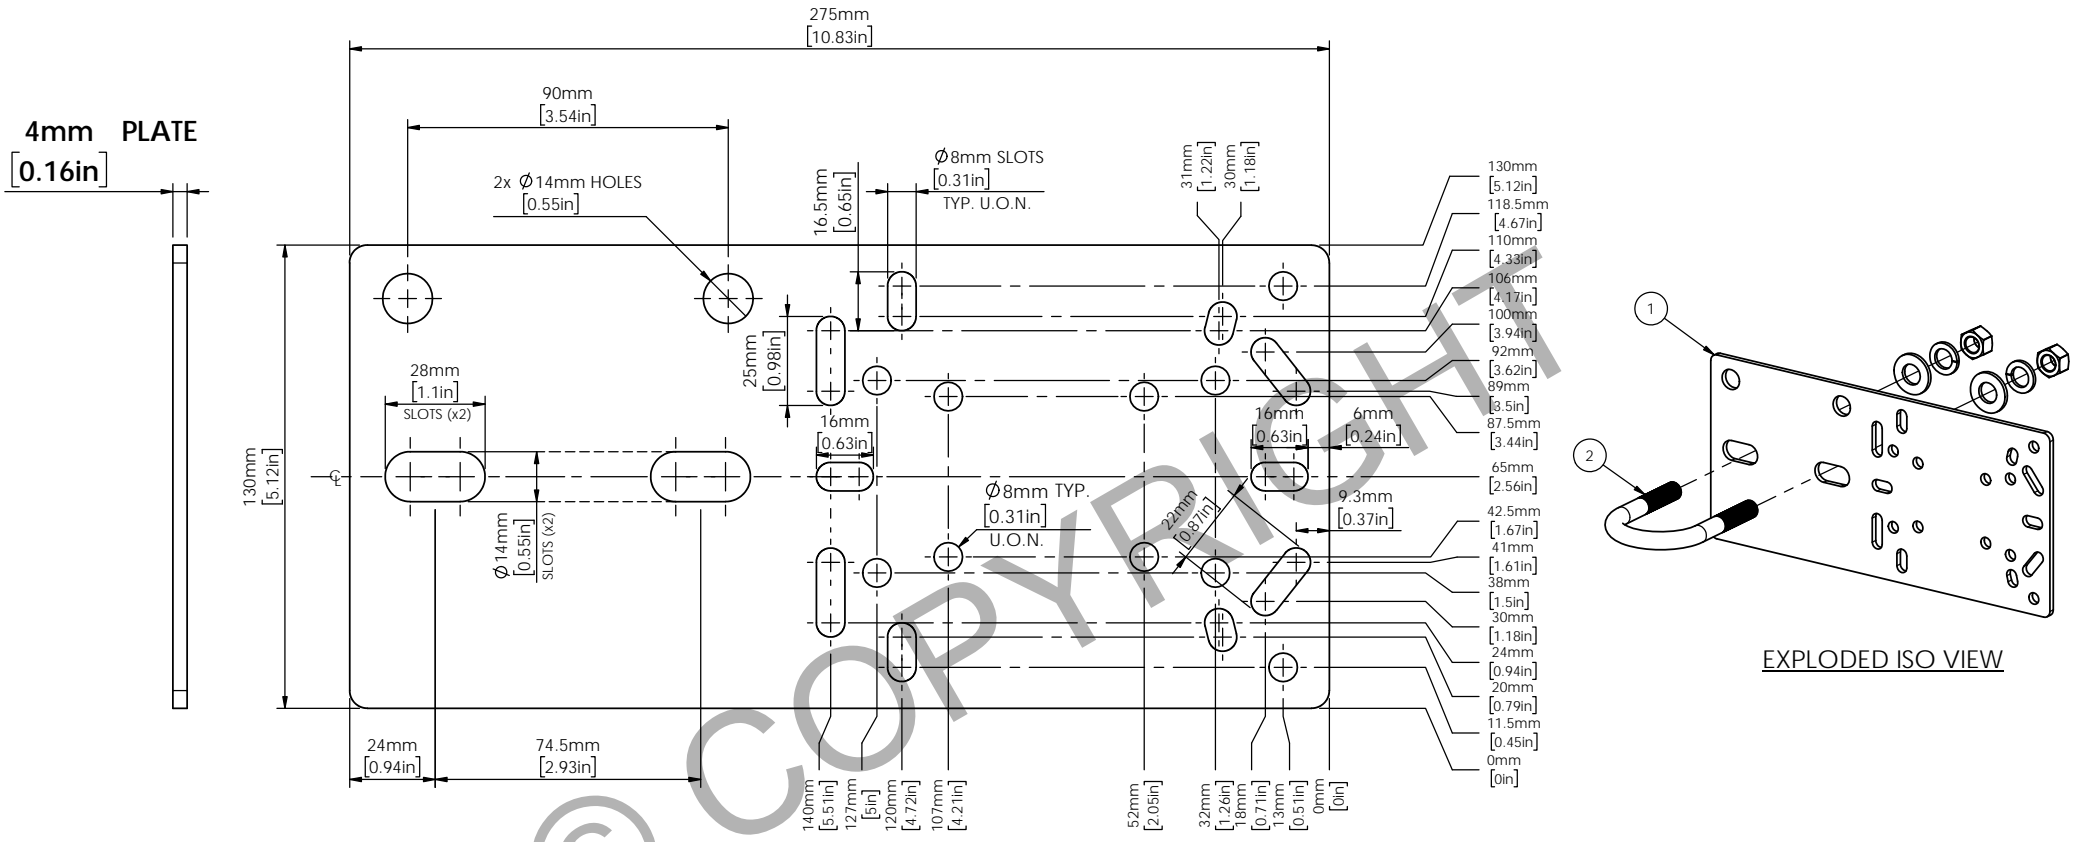 275mm
[10.83in]
90mm
[3.54in]
4mm PLATE
[0.16in]
2x Ø14mm HOLES
[0.55in]
16.5mm
[0.65in]
Ø8mm SLOTS
[0.31in]
TYP. U.O.N.
31mm
[1.22in]
30mm
[1.18in]
130mm
[5.12in]
118.5mm
[4.67in]
110mm
[4.33in]
106mm
[4.17in]
100mm
[3.94in]
92mm
[3.62in]
89mm
[3.5in]
87.5mm
[3.44in]
65mm
[2.56in]
42.5mm
[1.67in]
41mm
[1.61in]
38mm
[1.5in]
30mm
[1.18in]
24mm
[0.94in]
20mm
[0.79in]
11.5mm
[0.45in]
0mm
[0in]
25mm
[0.98in]
28mm
[1.1in]
SLOTS (x2)
16mm
[0.63in]
16mm
[0.63in]
6mm
[0.24in]
130mm
[5.12in]
CL
Ø14mm
[0.55in]
SLOTS (x2)
Ø8mm TYP.
[0.31in]
U.O.N.
22mm
[0.87in]
9.3mm
[0.37in]
24mm
[0.94in]
74.5mm
[2.93in]
140mm
[5.51in]
127mm
[5in]
120mm
[4.72in]
107mm
[4.21in]
52mm
[2.05in]
32mm
[1.26in]
18mm
[0.71in]
13mm
[0.51in]
0mm
[0in]
1
2
EXPLODED ISO VIEW
© COPYRIGHT